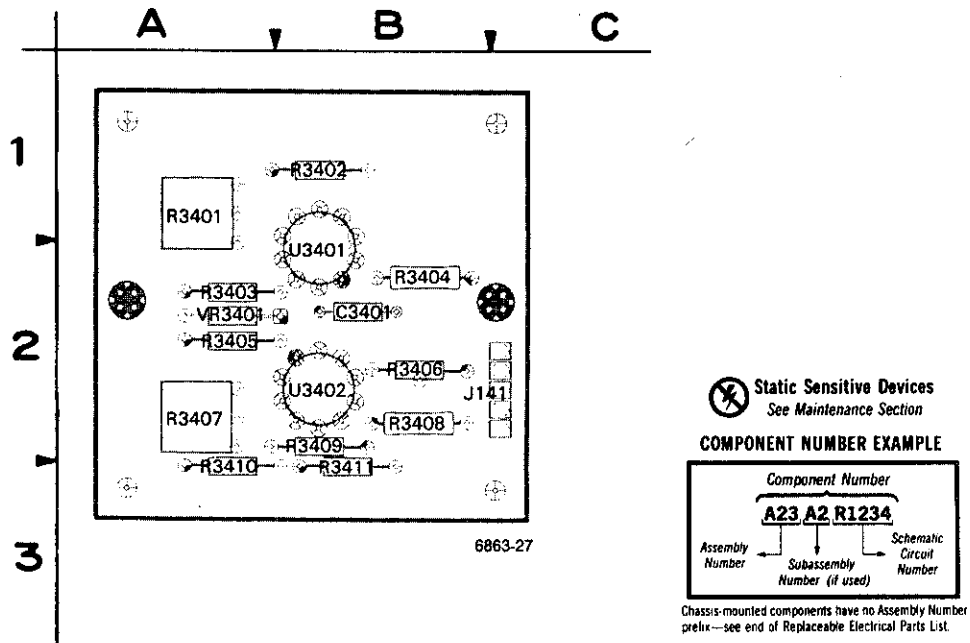 A B C
1
2
3
R3402
R3401
U3401
R3404
R3403
VR3401
C3401
R3405
R3406
U3402
J141
R3407
R3408
R3409
R3410
R3411
6863-27
Static Sensitive Devices
See Maintenance Section
COMPONENT NUMBER EXAMPLE
Component Number
A23 A2 R1234
Assembly
Number
Subassembly
Number (if used)
Schematic
Circuit
Number
Chassis-mounted components have no Assembly Number
prefix—see end of Replaceable Electrical Parts List.